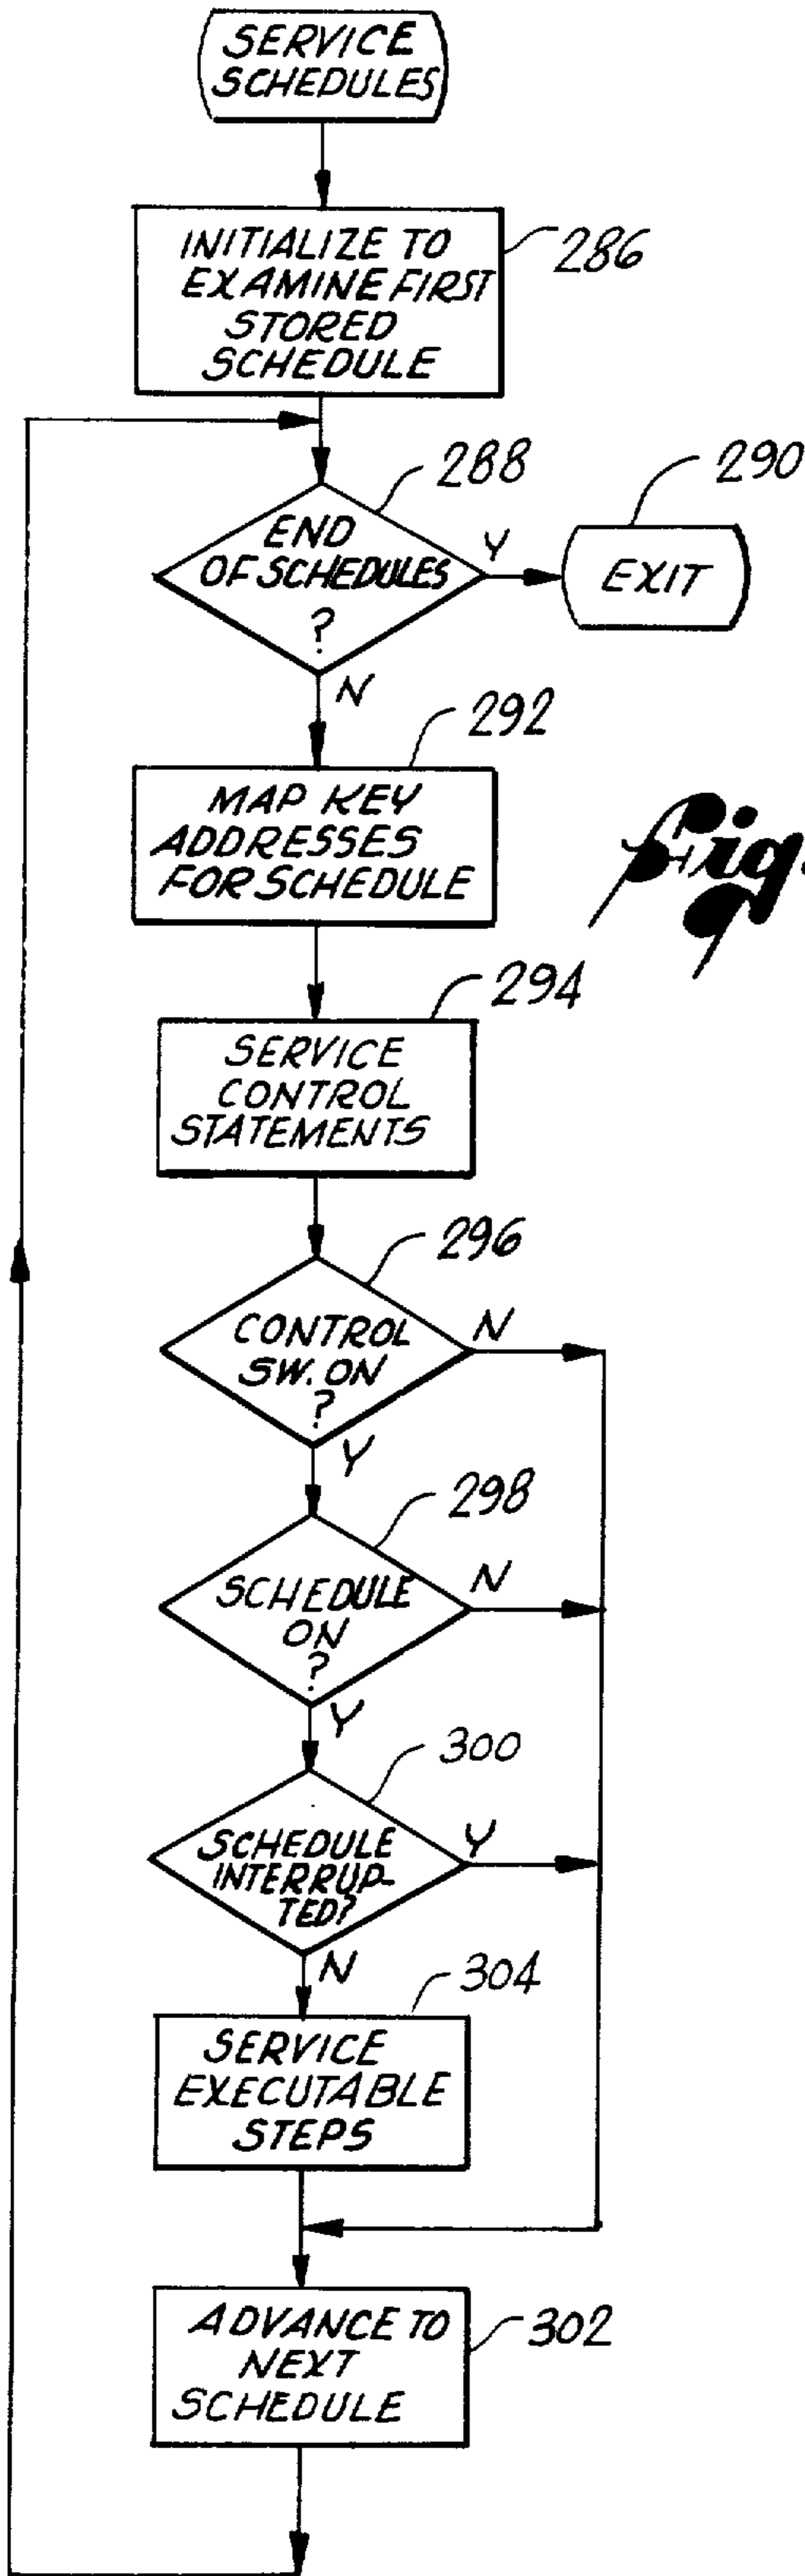 SERVICE
SCHEDULES
INITIALIZE TO
EXAMINE FIRST
STORED
SCHEDULE
286
END
OF SCHEDULES
?
288
Y
EXIT
290
N
MAP KEY
ADDRESSES
FOR SCHEDULE
292
Fig.
9
SERVICE
CONTROL
STATEMENTS
294
CONTROL
SW. ON
?
296
N
Y
SCHEDULE
ON
?
298
N
Y
SCHEDULE
INTERRUP-
TED?
300
Y
N
SERVICE
EXECUTABLE
STEPS
304
ADVANCE TO
NEXT
SCHEDULE
302